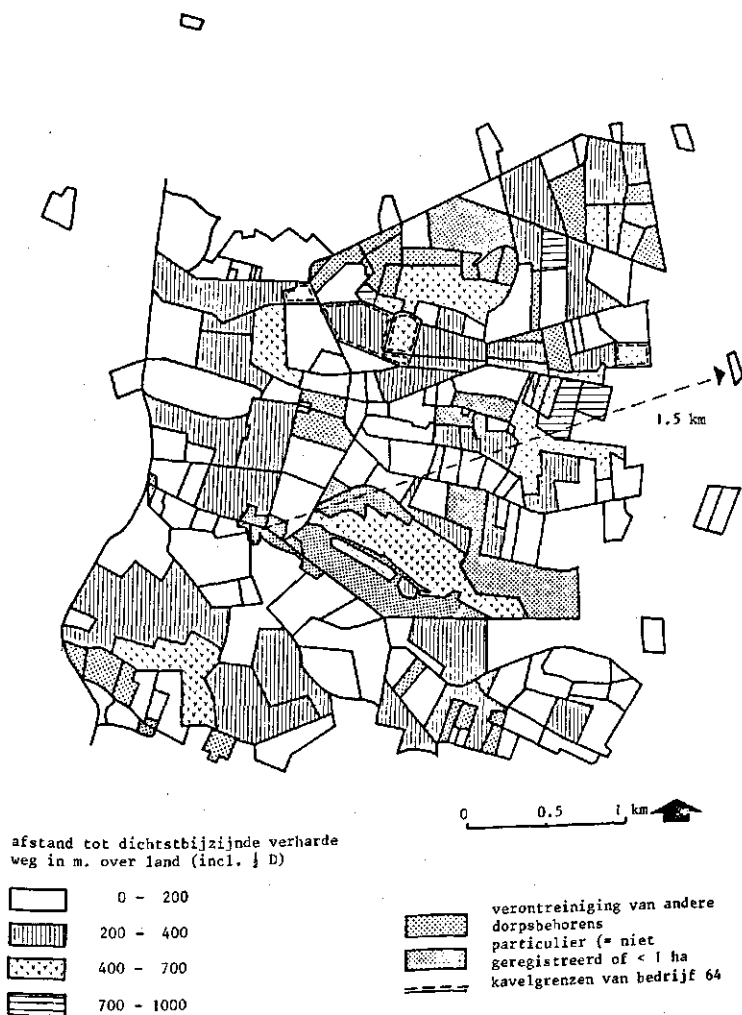 1.5 km
0 0.5 1 km
afstand tot dichtstbijzijnde verharde
weg in m. over land (incl. ½ D)
0 - 200
200 - 400
400 - 700
700 - 1000
verontreiniging van andere
dorpsbehorens
particulier (= niet
geregistreerd of < 1 ha
kavelgrenzen van bedrijf 64